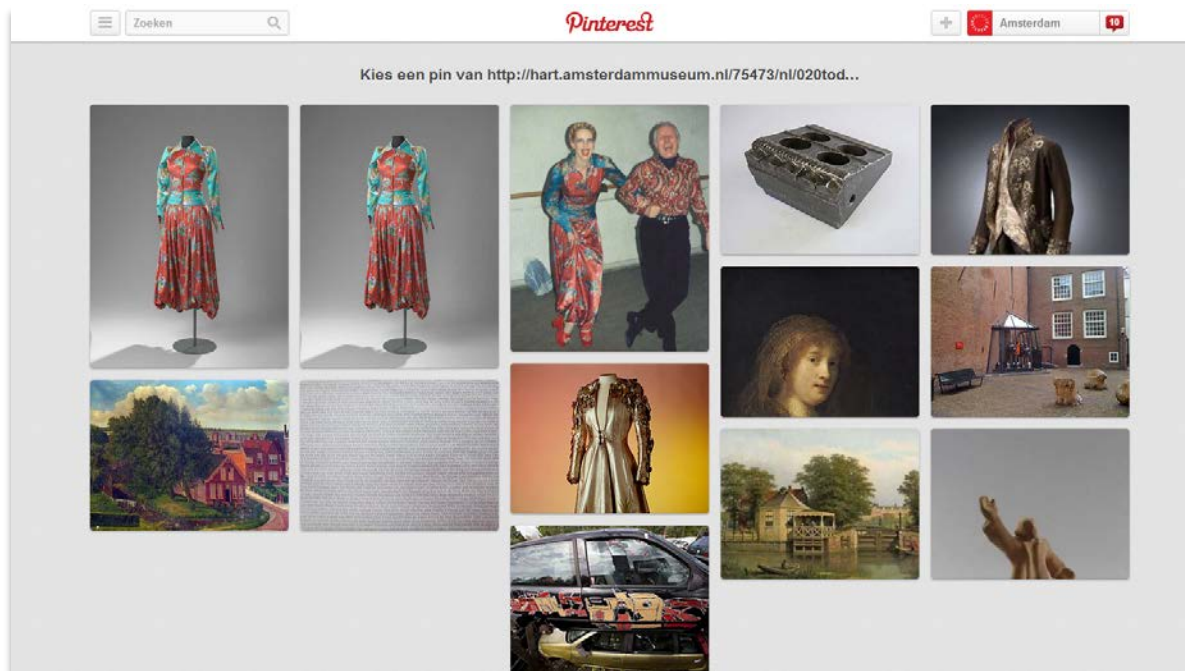 Zoeken
Pinterest
Amsterdam
10
Kies een pin van http://hart.amsterdammuseum.nl/75473/nl/020tod...